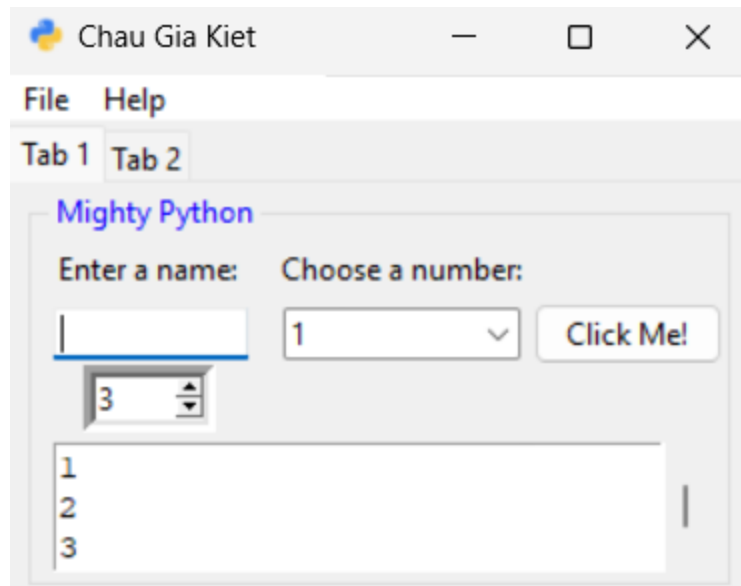 Chau Gia Kiet
File Help
Tab 1 Tab 2
Mighty Python
Enter a name: Choose a number:
1 Click Me!
3
1
2
3